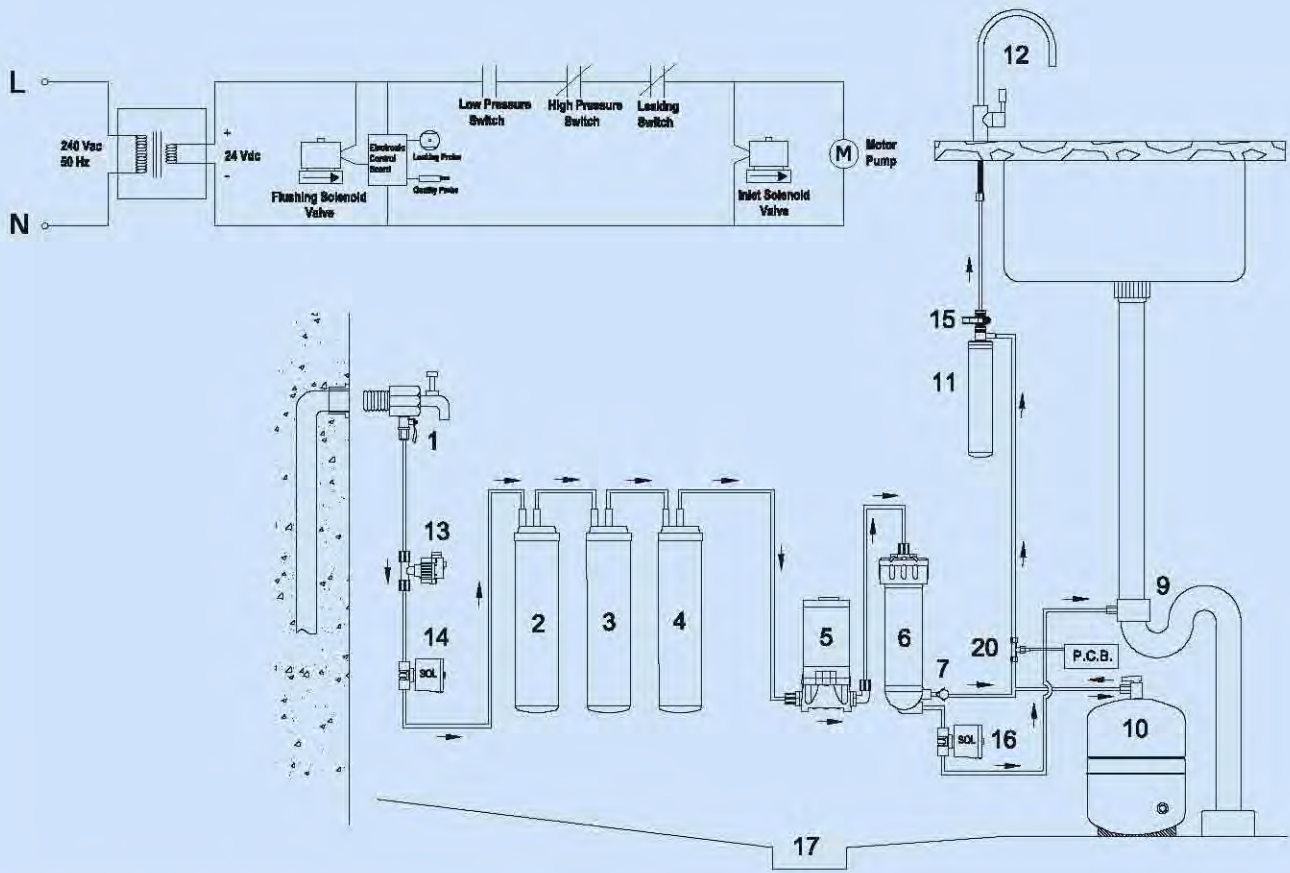 L
240 Vac
50 Hz
N
+
24 Vdc
-
Flushing Solenoid
Valve
Electronic
Control
Board
Leaking Probe
Quality Probe
Low Pressure
Switch
High Pressure
Switch
Leaking
Switch
Inlet Solenoid
Valve
M
Motor
Pump
12
15
11
1
13
14
SOL
2
3
4
5
6
7
20
P.C.B.
9
SOL
16
10
17